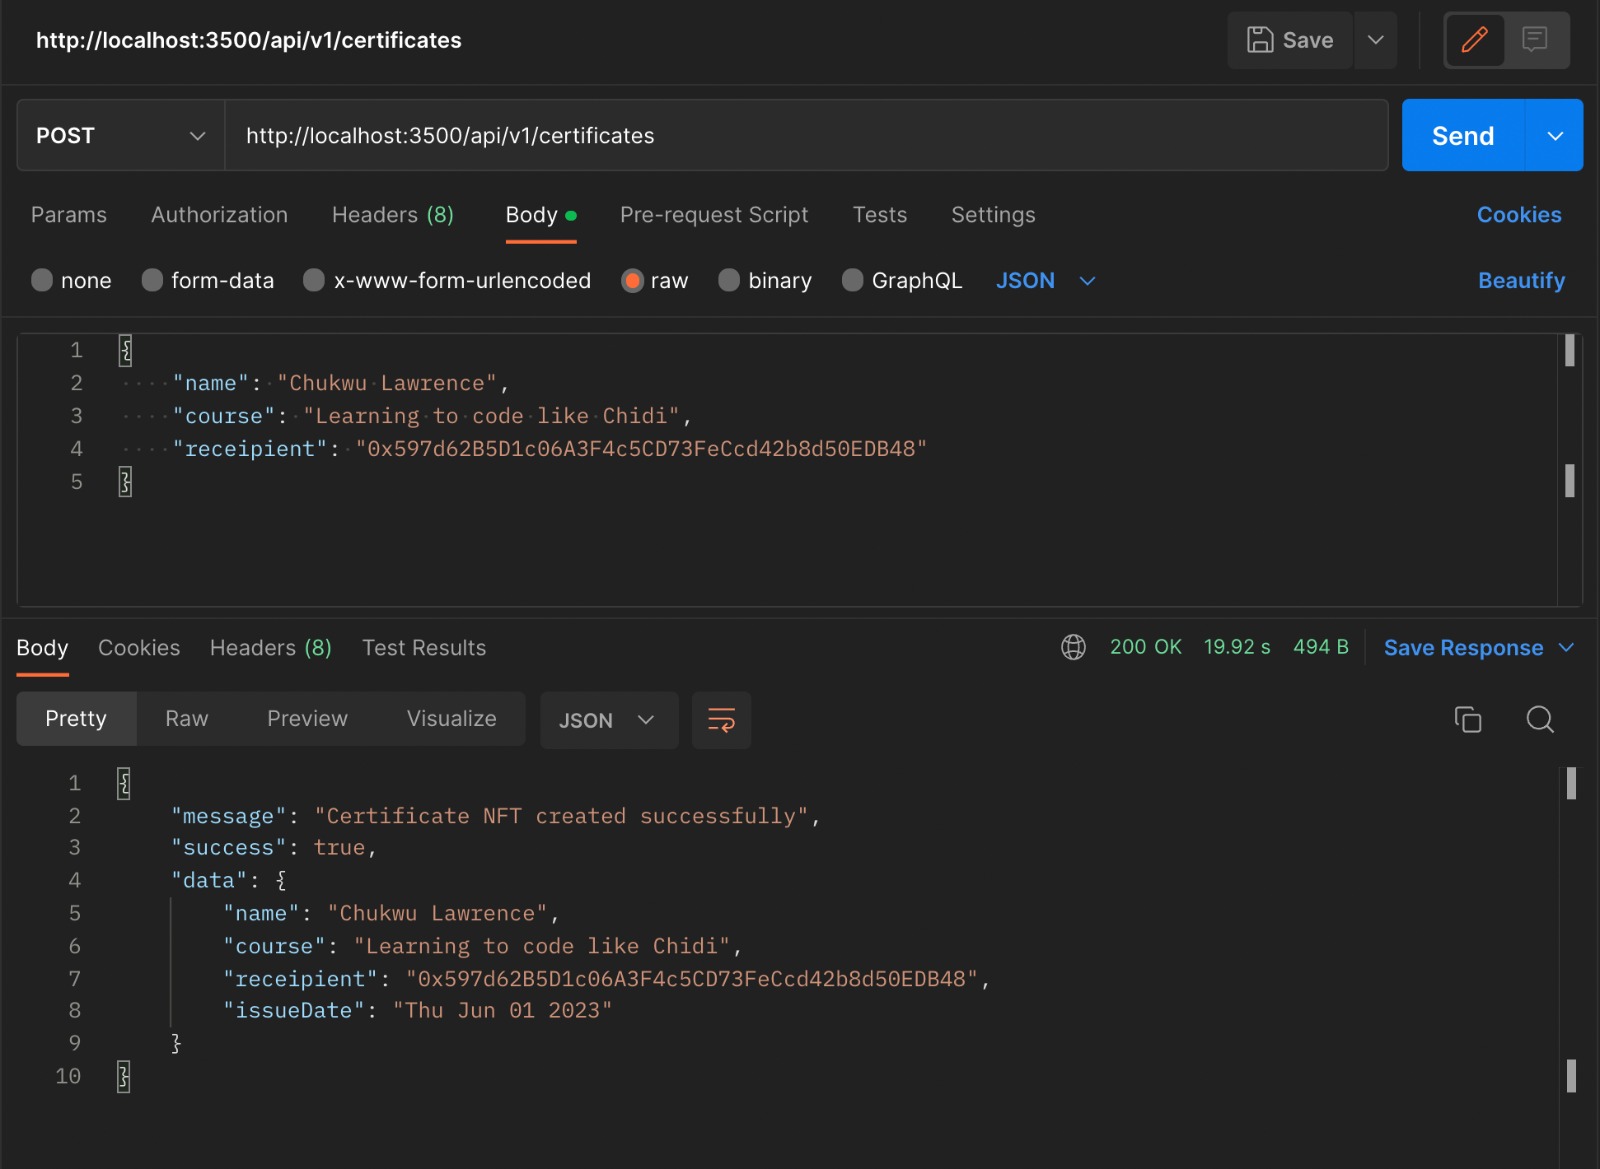 http://localhost:3500/api/v1/certificates
Save
POST
http://localhost:3500/api/v1/certificates
Send
Params Authorization Headers (8) Body Pre-request Script Tests Settings Cookies
none form-data x-www-form-urlencoded raw binary GraphQL JSON Beautify
1 {
2 "name": "Chukwu Lawrence",
3 "course": "Learning to code like Chidi",
4 "receipient": "0x597d62B5D1c06A3F4c5CD73FeCcd42b8d50EDB48"
5 }
Body Cookies Headers (8) Test Results 200 OK 19.92 s 494 B Save Response
Pretty Raw Preview Visualize JSON
1 {
2 "message": "Certificate NFT created successfully",
3 "success": true,
4 "data": {
5 "name": "Chukwu Lawrence",
6 "course": "Learning to code like Chidi",
7 "receipient": "0x597d62B5D1c06A3F4c5CD73FeCcd42b8d50EDB48",
8 "issueDate": "Thu Jun 01 2023"
9 }
10 }